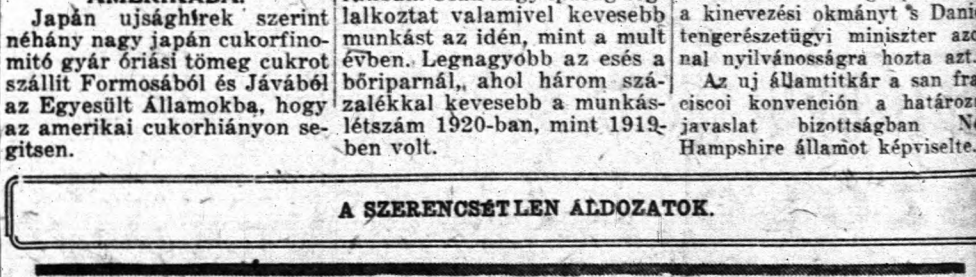 Japán ujsághirek szerint
néhány nagy japán cukorfino-
mitó gyár óriási tömeg cukrot
szállit Formosából és Jávából
az Egyesült Államokba, hogy
az amerikai cukorhiányon se-
gitsen.
lalkoztat valamivel kevesebb
munkást az idén, mint a mult
évben. Legnagyobb az esés a
bőriparnál,, ahol három szá-
zalékkal kevesebb a munkás-
létszám 1920-ban, mint 1919-
ben volt.
a kinevezési okmányt 's Dani
tengerészetügyi miniszter azo
nal nyilvánosságra hozta azt.
Az uj államtitkár a san fra
ciscoi konvención a határozi
javaslat bizottságban Ne
Hampshire államot képviselte.
A SZERENCSÉTLEN ÁLDOZATOK.